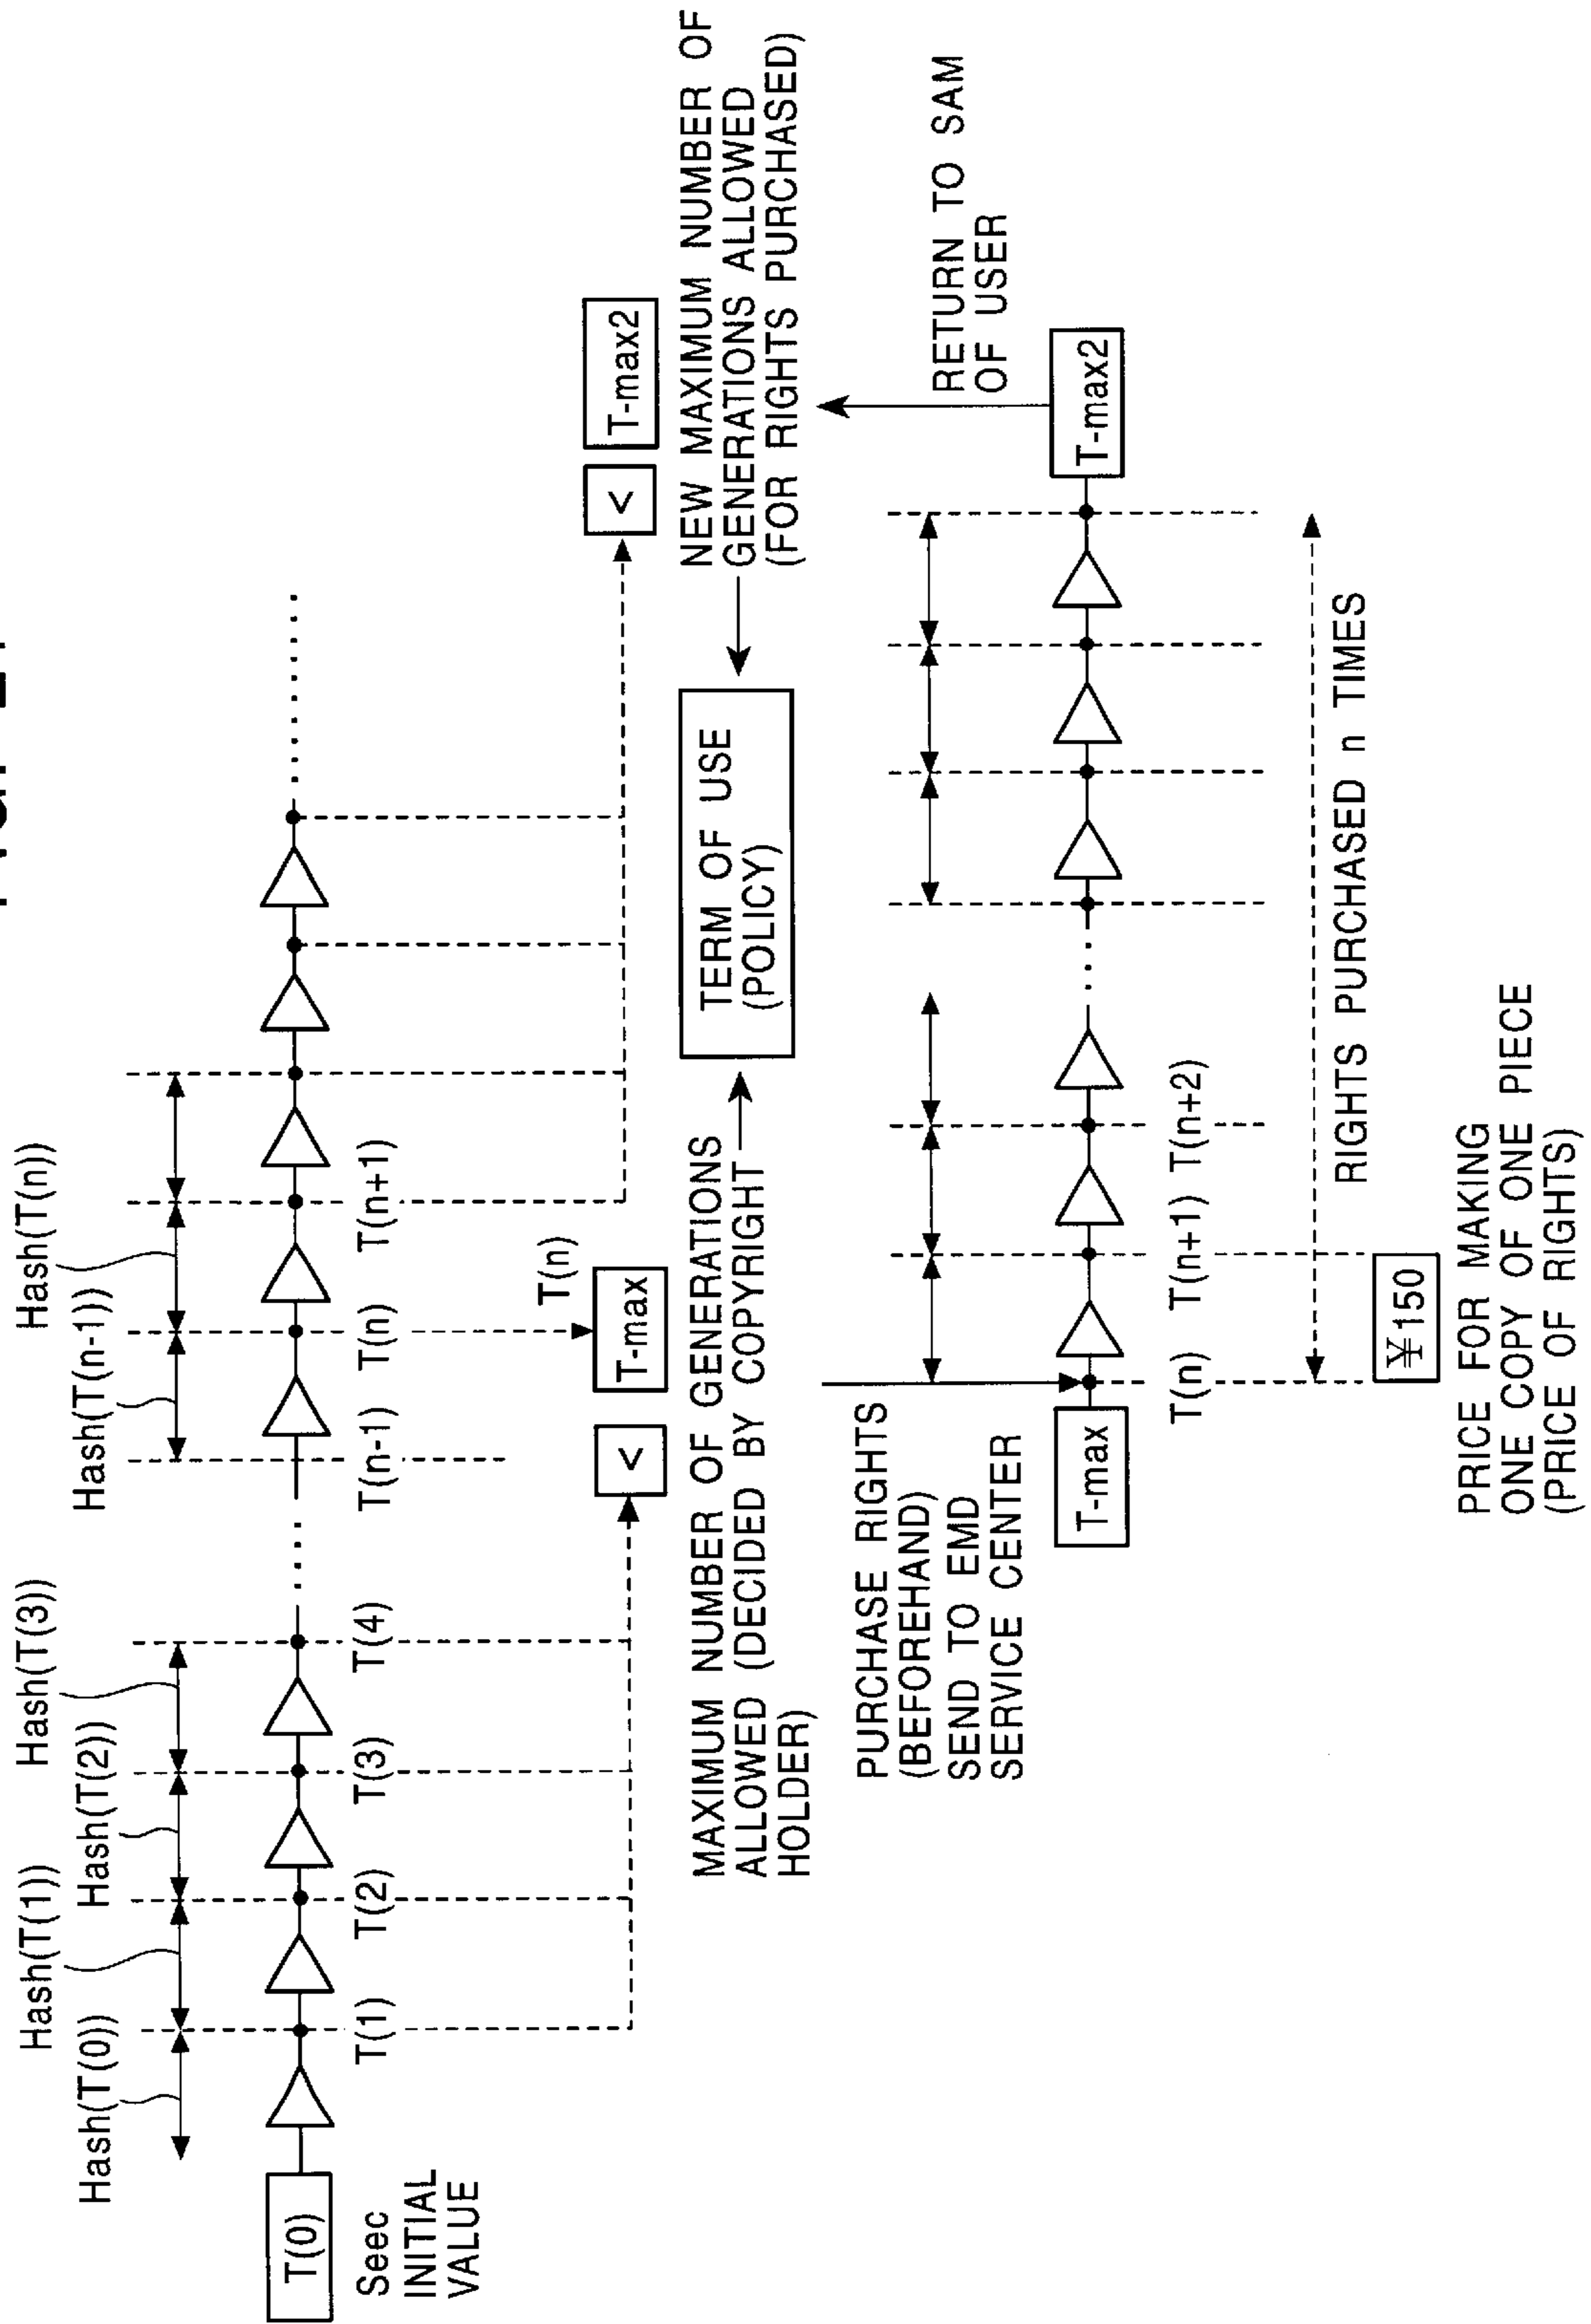 Hash(T(0))
Hash(T(1))
Hash(T(2))
Hash(T(3))
Hash(T(n-1))
Hash(T(n))
T(0)
Seec
INITIAL
VALUE
T(1)
T(2)
T(3)
T(4)
T(n-1)
T(n)
T(n+1)
T(n)
<
T-max
<
T-max2
MAXIMUM NUMBER OF GENERATIONS
ALLOWED (DECIDED BY COPYRIGHT
HOLDER)
TERM OF USE
(POLICY)
NEW MAXIMUM NUMBER OF
GENERATIONS ALLOWED
(FOR RIGHTS PURCHASED)
PURCHASE RIGHTS
(BEFOREHAND)
SEND TO EMD
SERVICE CENTER
RETURN TO SAM
OF USER
T-max
T-max2
T(n)
T(n+1)
T(n+2)
RIGHTS PURCHASED n TIMES
¥150
PRICE FOR MAKING
ONE COPY OF ONE PIECE
(PRICE OF RIGHTS)